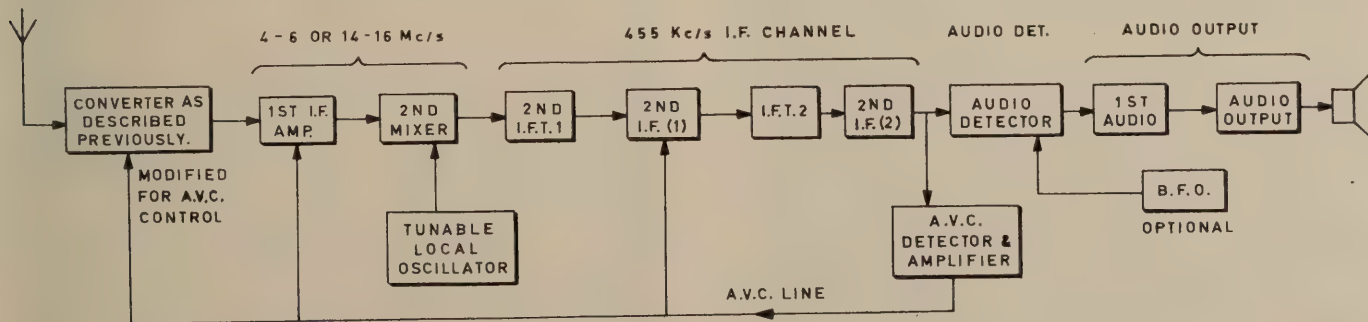 4-6 OR 14-16 Mc/s
455 Kc/s I.F. CHANNEL
AUDIO DET.
AUDIO OUTPUT
CONVERTER AS
DESCRIBED
PREVIOUSLY.
1ST I.F.
AMP.
2ND
MIXER
2ND
I.F.T.1
2ND
I.F.(1)
I.F.T.2
2ND
I.F.(2)
AUDIO
DETECTOR
1ST
AUDIO
AUDIO
OUTPUT
MODIFIED
FOR A.V.C.
CONTROL
TUNABLE
LOCAL
OSCILLATOR
A.V.C.
DETECTOR &
AMPLIFIER
B.F.O.
OPTIONAL
A.V.C. LINE